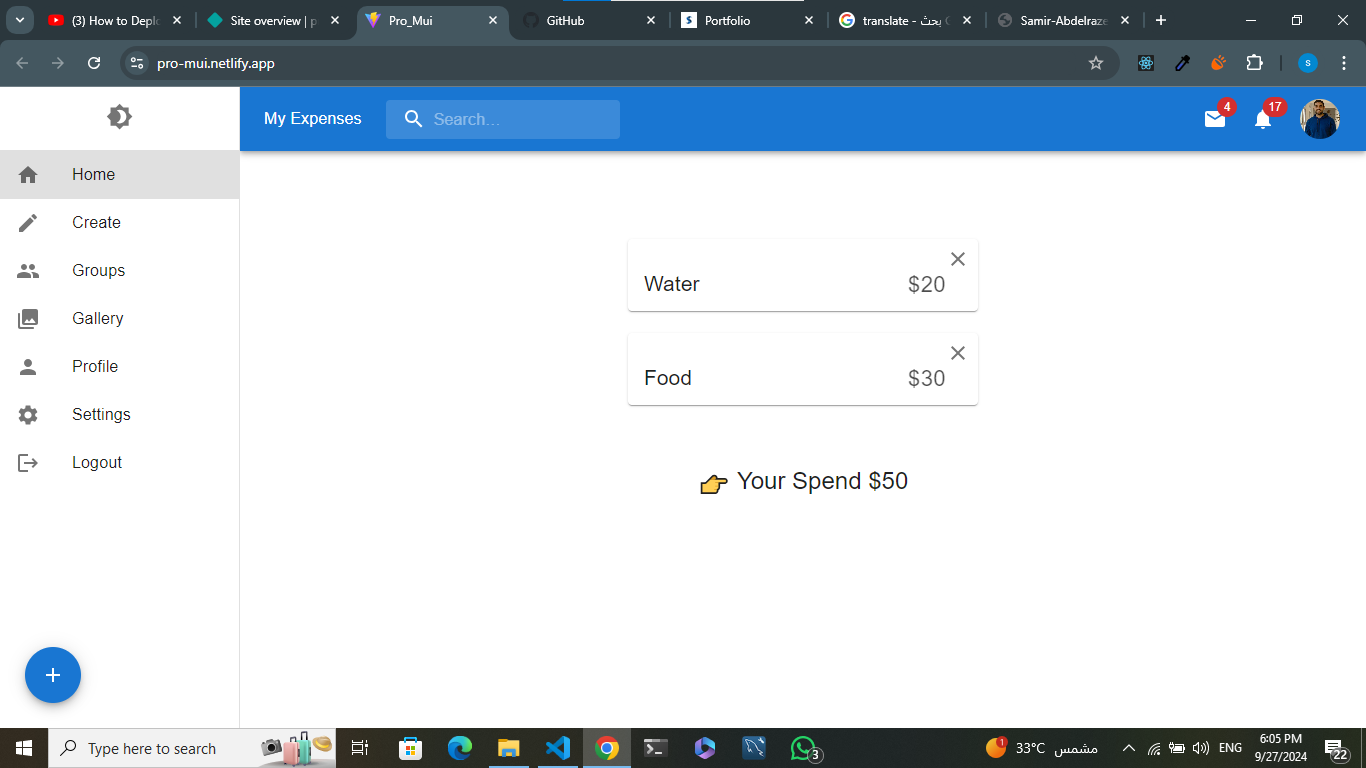 (3) How to Deplo
Site overview | p
Pro_Mui
GitHub
Portfolio
translate - بحث
Samir-Abdelraze
pro-mui.netlify.app
S
My Expenses
Search...
4
17
Home
Create
Groups
Gallery
Profile
Settings
Logout
Water
$20
Food
$30
👉 Your Spend $50
+
Type here to search
3
1
33°C مشمس
ENG
6:05 PM
9/27/2024
22